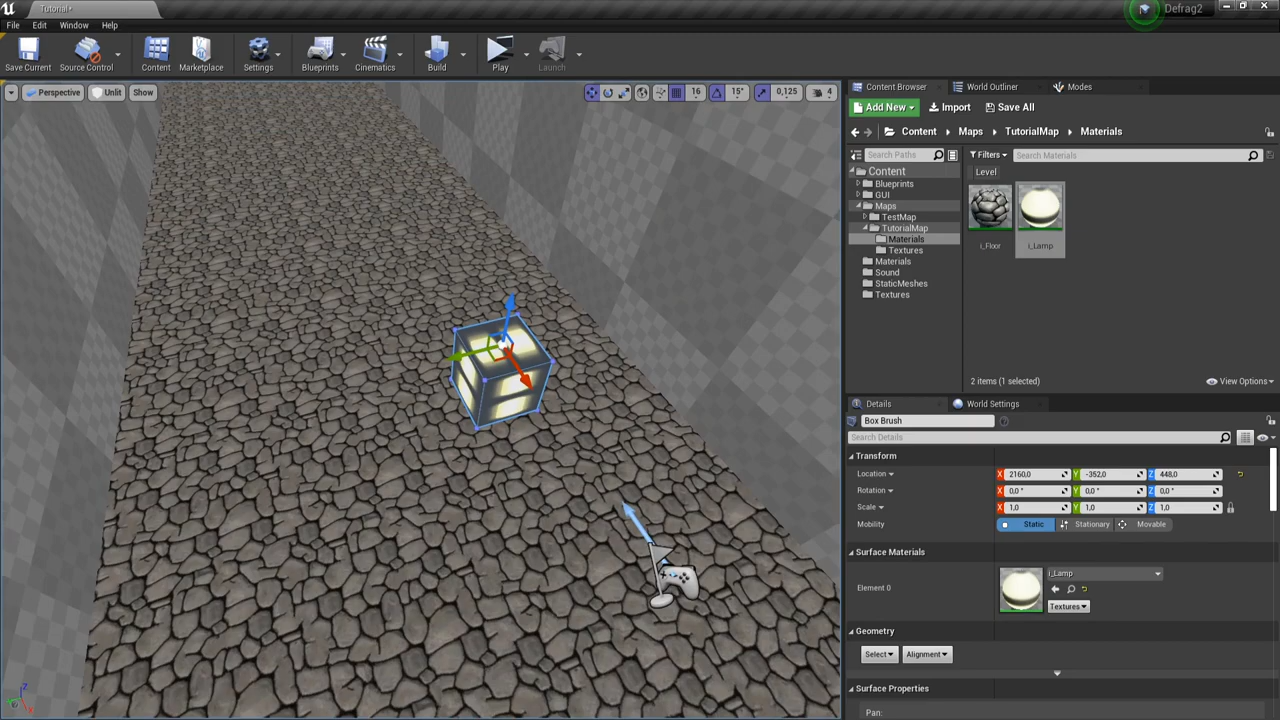 Tutorial*
Defrag2
File Edit Window Help
Save Current Source Control Content Marketplace Settings Blueprints Cinematics Build Play Launch
Perspective Unlit Show 16 15° 0,125 4
Content Browser World Outliner Modes
Add New Import Save All
Content Maps TutorialMap Materials
Search Paths Filters Search Materials
Level
Content
Blueprints
GUI
Maps
TestMap
TutorialMap
Materials
Textures
Materials
Sound
StaticMeshes
Textures
i_Floor i_Lamp
2 items (1 selected) View Options
Details World Settings
Box Brush
Search Details
Transform
Location X 2160,0 Y -352,0 Z 448,0
Rotation X 0,0 ° Y 0,0 ° Z 0,0 °
Scale X 1,0 Y 1,0 Z 1,0
Mobility Static Stationary Movable
Surface Materials
Element 0 i_Lamp
Textures
Geometry
Select Alignment
Surface Properties
Pan: